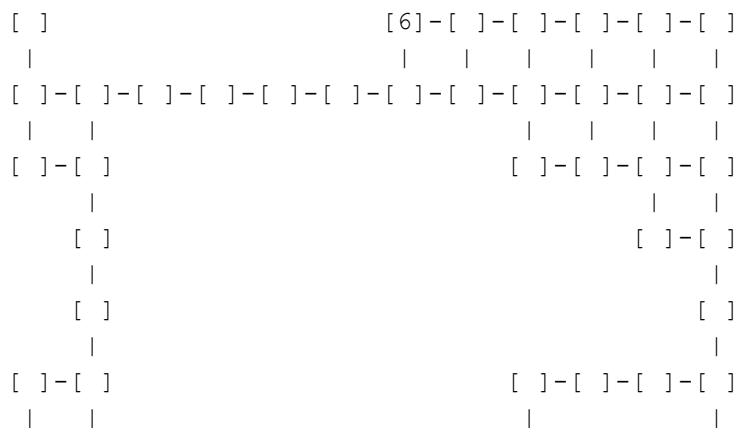 [ ]                     [6]-[ ]-[ ]-[ ]-[ ]-[ ]
 |                       |   |   |   |   |   |
[ ]-[ ]-[ ]-[ ]-[ ]-[ ]-[ ]-[ ]-[ ]-[ ]-[ ]-[ ]
 |   |                           |   |   |   |
[ ]-[ ]                         [ ]-[ ]-[ ]-[ ]
     |                                   |   |
    [ ]                                 [ ]-[ ]
     |                                       |
    [ ]                                     [ ]
     |                                       |
[ ]-[ ]                         [ ]-[ ]-[ ]-[ ]
 |   |                           |           |